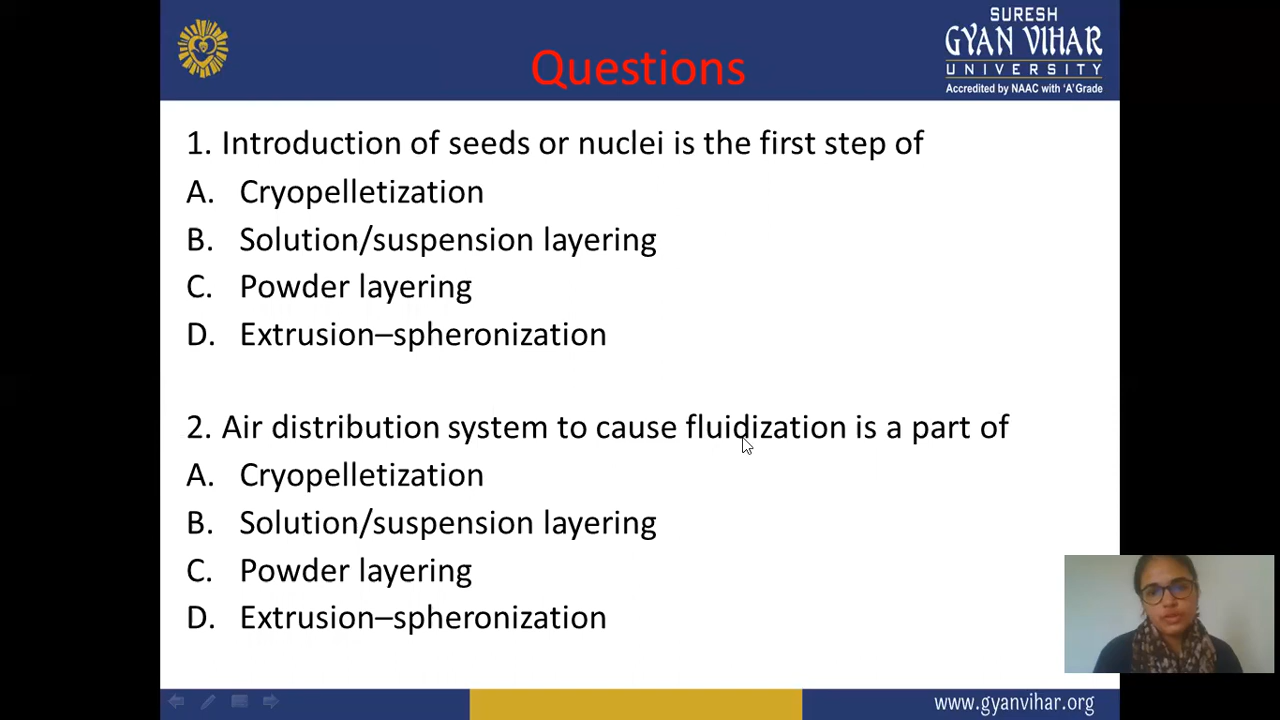 SURESH
GYAN VIHAR
UNIVERSITY
Accredited by NAAC with 'A' Grade
Questions
1. Introduction of seeds or nuclei is the first step of
A. Cryopelletization
B. Solution/suspension layering
C. Powder layering
D. Extrusion–spheronization
2. Air distribution system to cause fluidization is a part of
A. Cryopelletization
B. Solution/suspension layering
C. Powder layering
D. Extrusion–spheronization
www.gyanvihar.org